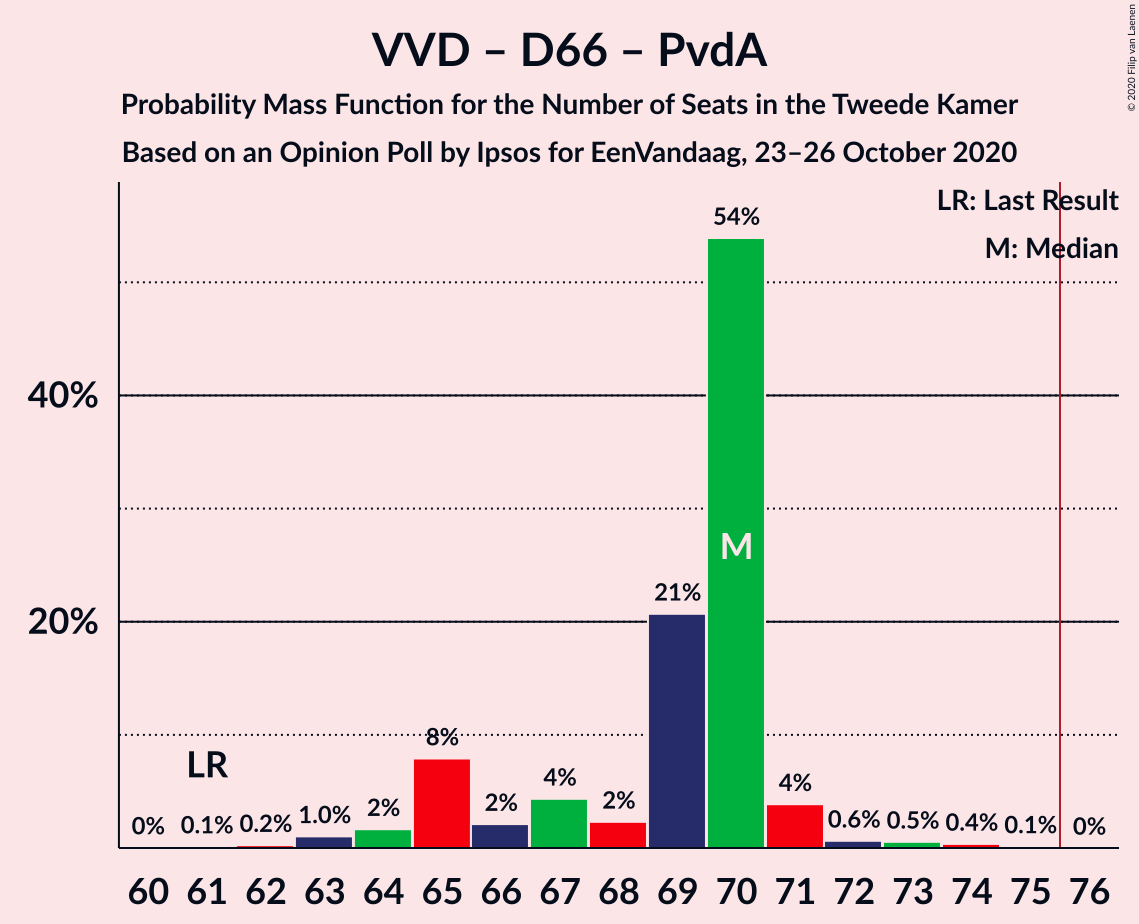 VVD – D66 – PvdA
Probability Mass Function for the Number of Seats in the Tweede Kamer
Based on an Opinion Poll by Ipsos for EenVandaag, 23–26 October 2020
© 2020 Filip van Laenen
LR: Last Result
M: Median
40%
20%
0% 0.1% 0.2% 1.0% 2% 8% 2% 4% 2% 21% 54% 4% 0.6% 0.5% 0.4% 0.1% 0%
LR
M
60 61 62 63 64 65 66 67 68 69 70 71 72 73 74 75 76